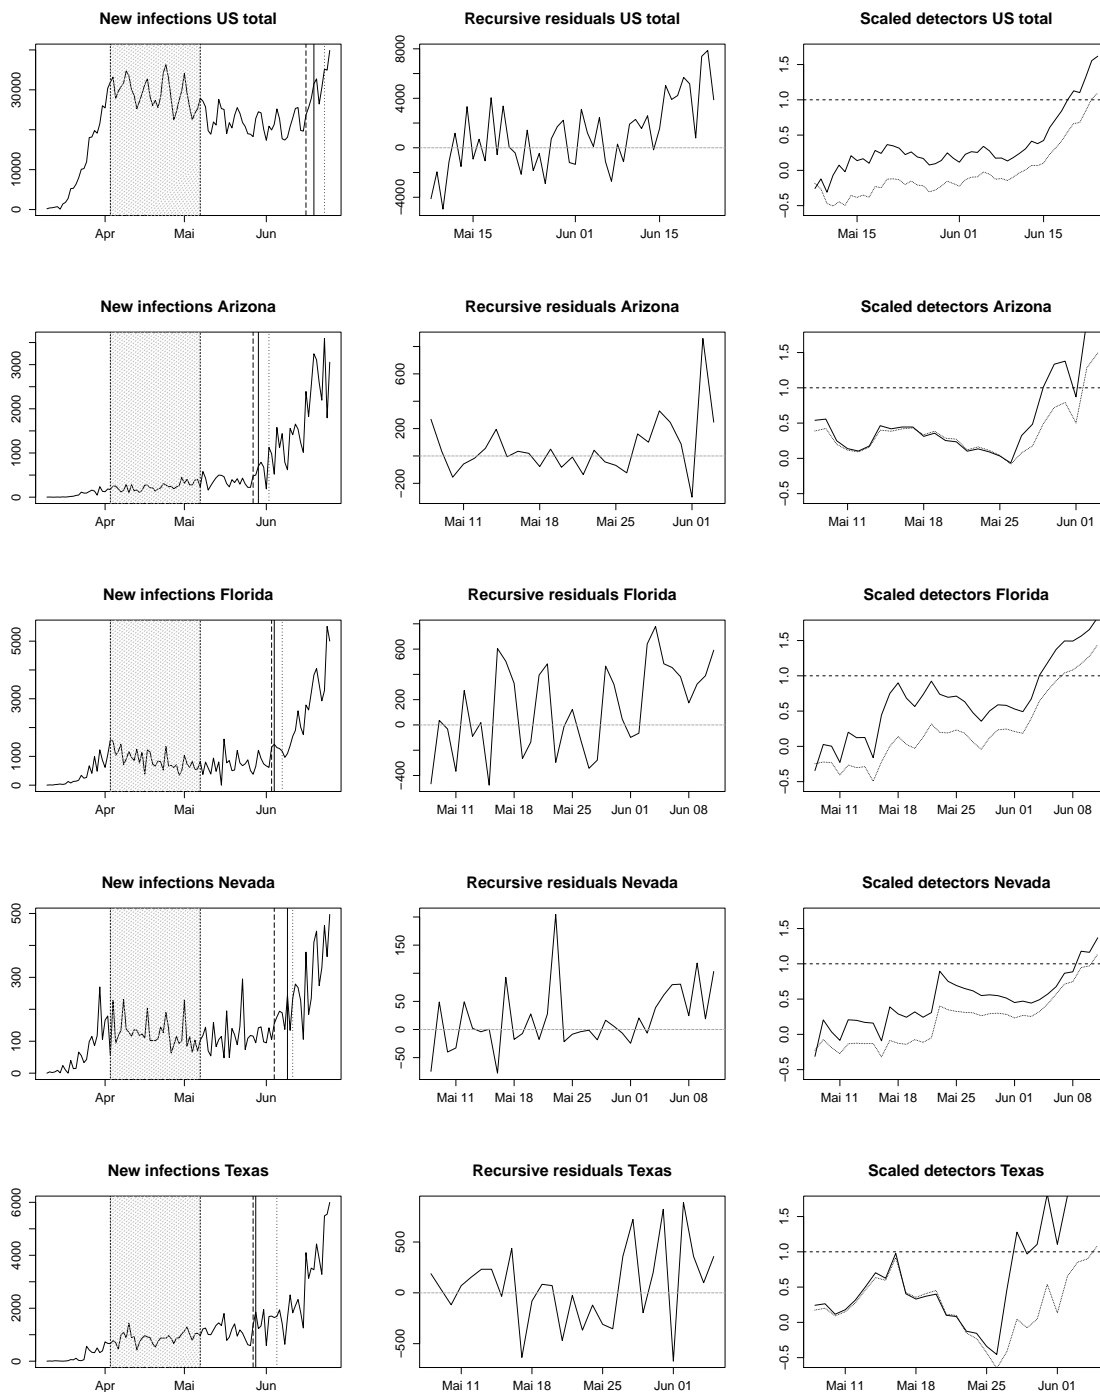 New infections US total
Recursive residuals US total
Scaled detectors US total
0 10000 30000
Apr Mai Jun
−4000 0 4000 8000
Mai 15 Jun 01 Jun 15
−0.5 0.0 0.5 1.0 1.5
Mai 15 Jun 01 Jun 15
New infections Arizona
Recursive residuals Arizona
Scaled detectors Arizona
0 1000 2000 3000
Apr Mai Jun
−200 0 200 600
Mai 11 Mai 18 Mai 25 Jun 01
−0.5 0.0 0.5 1.0 1.5
Mai 11 Mai 18 Mai 25 Jun 01
New infections Florida
Recursive residuals Florida
Scaled detectors Florida
0 1000 3000 5000
Apr Mai Jun
−400 0 200 600
Mai 11 Mai 18 Mai 25 Jun 01 Jun 08
−0.5 0.0 0.5 1.0 1.5
Mai 11 Mai 18 Mai 25 Jun 01 Jun 08
New infections Nevada
Recursive residuals Nevada
Scaled detectors Nevada
0 100 300 500
Apr Mai Jun
−50 0 50 150
Mai 11 Mai 18 Mai 25 Jun 01 Jun 08
−0.5 0.0 0.5 1.0 1.5
Mai 11 Mai 18 Mai 25 Jun 01 Jun 08
New infections Texas
Recursive residuals Texas
Scaled detectors Texas
0 2000 4000 6000
Apr Mai Jun
−500 0 500
Mai 11 Mai 18 Mai 25 Jun 01
−0.5 0.0 0.5 1.0 1.5
Mai 11 Mai 18 Mai 25 Jun 01